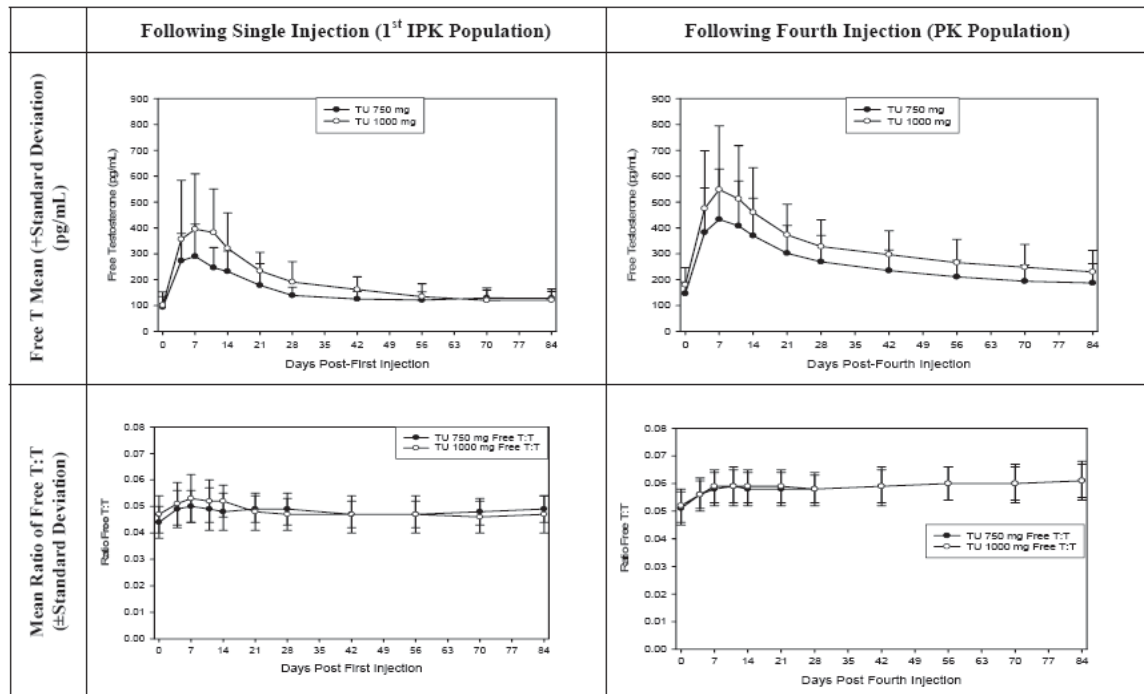 Following Single Injection (1st IPK Population)
Following Fourth Injection (PK Population)
Free T Mean (+Standard Deviation)
(pg/mL)
900
800
700
600
500
400
300
200
100
0
Free Testosterone (pg/mL)
TU 750 mg
TU 1000 mg
0 7 14 21 28 35 42 49 56 63 70 77 84
Days Post-First Injection
900
800
700
600
500
400
300
200
100
0
Free Testosterone (pg/mL)
TU 750 mg
TU 1000 mg
0 7 14 21 28 35 42 49 56 63 70 77 84
Days Post-Fourth Injection
Mean Ratio of Free T:T
(±Standard Deviation)
0.08
0.07
0.06
0.05
0.04
0.03
0.02
0.01
0.00
Ratio Free T:T
TU 750 mg Free T:T
TU 1000 mg Free T:T
0 7 14 21 28 35 42 49 56 63 70 77 84
Days Post First Injection
0.08
0.07
0.06
0.05
0.04
0.03
0.02
0.01
0.00
Ratio Free T:T
TU 750 mg Free T:T
TU 1000 mg Free T:T
0 7 14 21 28 35 42 49 56 63 70 77 84
Days Post Fourth Injection